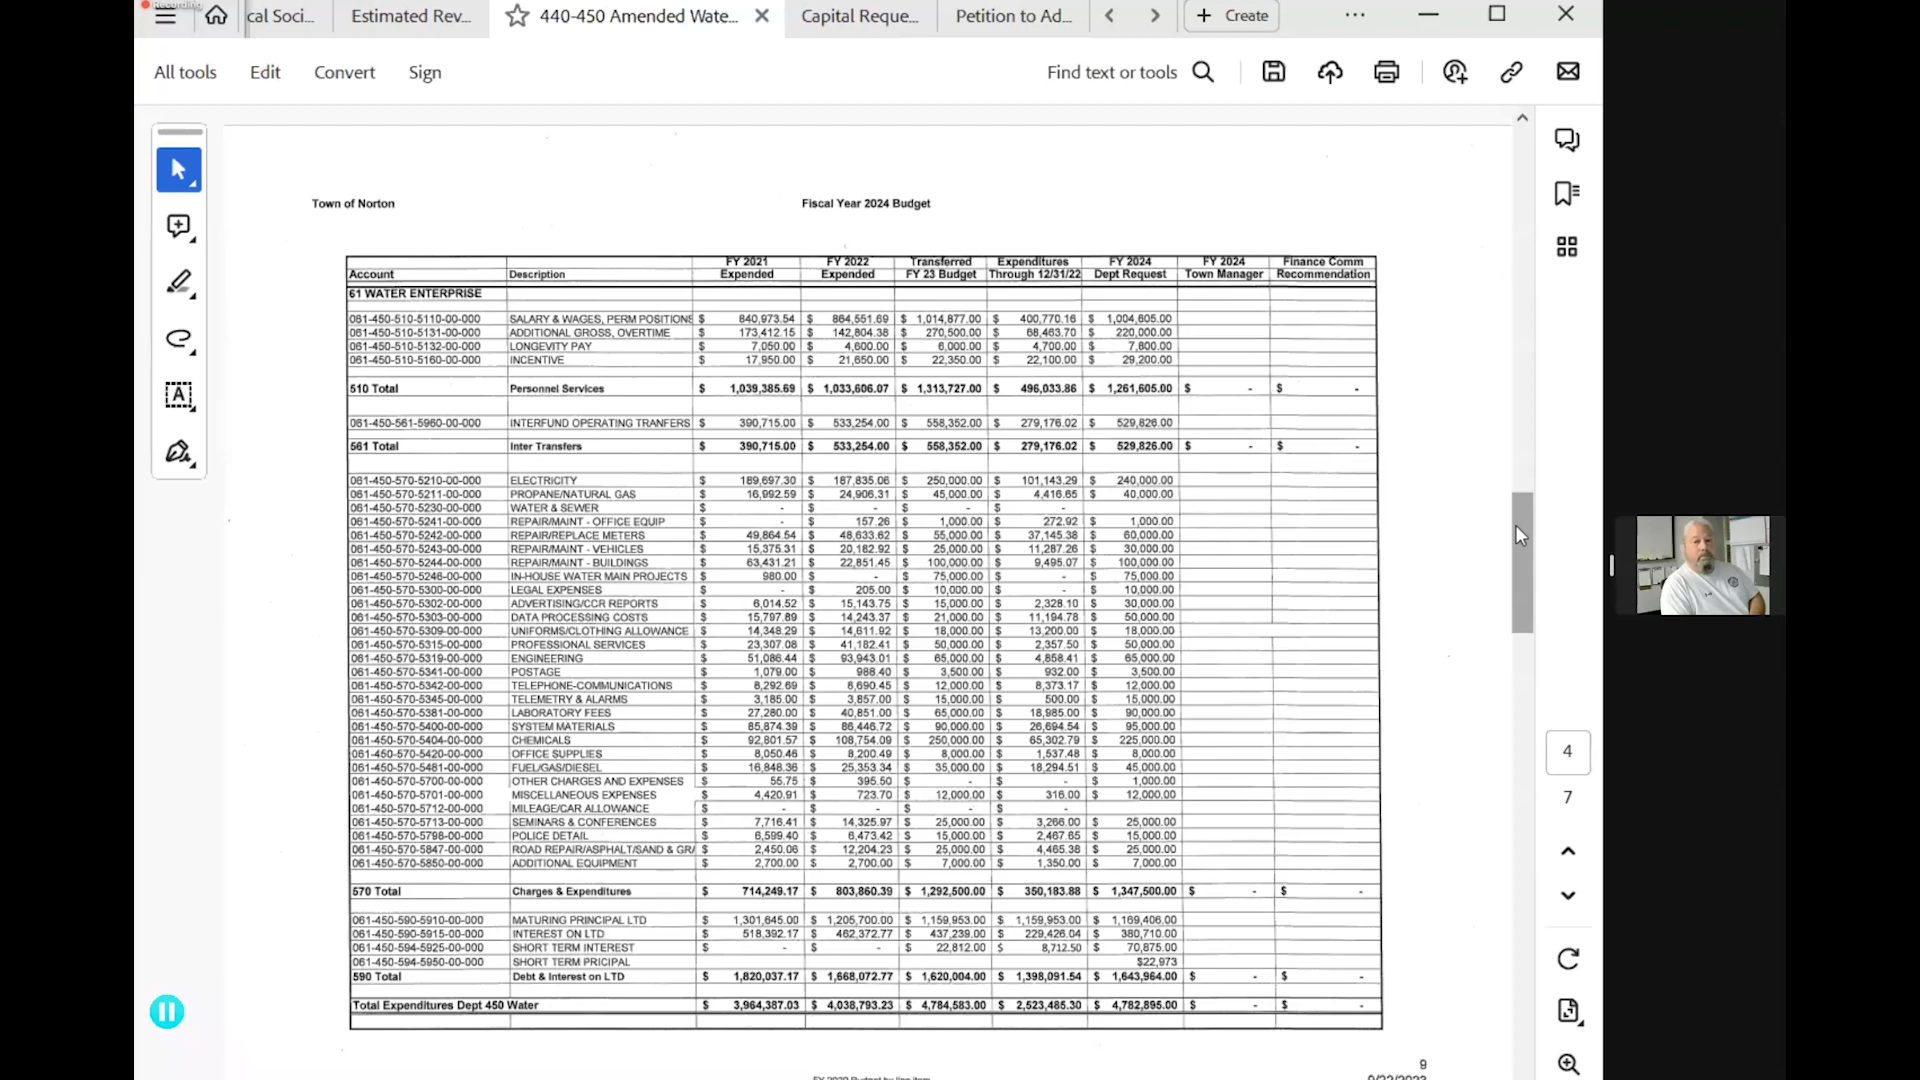 Recording
cal Soci... Estimated Rev... 440-450 Amended Wate... Capital Reque... Petition to Ad... Create
All tools Edit Convert Sign Find text or tools
Town of Norton Fiscal Year 2024 Budget
FY 2021 FY 2022 Transferred Expenditures FY 2024 FY 2024 Finance Comm
Account Description Expended Expended FY 23 Budget Through 12/31/22 Dept Request Town Manager Recommendation
61 WATER ENTERPRISE
061-450-510-5110-00-000 SALARY & WAGES, PERM POSITIONS $ 840,973.54 $ 864,551.69 $ 1,014,877.00 $ 400,770.16 $ 1,004,605.00
061-450-510-5131-00-000 ADDITIONAL GROSS, OVERTIME $ 173,412.15 $ 142,804.38 $ 270,500.00 $ 68,463.70 $ 220,000.00
061-450-510-5132-00-000 LONGEVITY PAY $ 7,050.00 $ 4,600.00 $ 6,000.00 $ 4,700.00 $ 7,800.00
061-450-510-5160-00-000 INCENTIVE $ 17,950.00 $ 21,650.00 $ 22,350.00 $ 22,100.00 $ 29,200.00
510 Total Personnel Services $ 1,039,385.69 $ 1,033,606.07 $ 1,313,727.00 $ 496,033.86 $ 1,261,605.00 $ - $ -
061-450-561-5960-00-000 INTERFUND OPERATING TRANFERS $ 390,715.00 $ 533,254.00 $ 558,352.00 $ 279,176.02 $ 529,826.00
561 Total Inter Transfers $ 390,715.00 $ 533,254.00 $ 558,352.00 $ 279,176.02 $ 529,826.00 $ - $ -
061-450-570-5210-00-000 ELECTRICITY $ 189,697.30 $ 187,835.06 $ 250,000.00 $ 101,143.29 $ 240,000.00
061-450-570-5211-00-000 PROPANE/NATURAL GAS $ 16,992.59 $ 24,906.31 $ 45,000.00 $ 4,416.65 $ 40,000.00
061-450-570-5230-00-000 WATER & SEWER $ - $ - $ - $ -
061-450-570-5241-00-000 REPAIR/MAINT - OFFICE EQUIP $ - $ 157.26 $ 1,000.00 $ 272.92 $ 1,000.00
061-450-570-5242-00-000 REPAIR/REPLACE METERS $ 49,864.54 $ 48,633.62 $ 55,000.00 $ 37,145.38 $ 60,000.00
061-450-570-5243-00-000 REPAIR/MAINT - VEHICLES $ 15,375.31 $ 20,182.92 $ 25,000.00 $ 11,287.26 $ 30,000.00
061-450-570-5244-00-000 REPAIR/MAINT - BUILDINGS $ 63,431.21 $ 22,851.45 $ 100,000.00 $ 9,495.07 $ 100,000.00
061-450-570-5246-00-000 IN-HOUSE WATER MAIN PROJECTS $ 980.00 $ - $ 75,000.00 $ - $ 75,000.00
061-450-570-5300-00-000 LEGAL EXPENSES $ - $ 205.00 $ 10,000.00 $ - $ 10,000.00
061-450-570-5302-00-000 ADVERTISING/CCR REPORTS $ 6,014.52 $ 15,143.75 $ 15,000.00 $ 2,328.10 $ 30,000.00
061-450-570-5303-00-000 DATA PROCESSING COSTS $ 15,797.89 $ 14,243.37 $ 21,000.00 $ 11,194.78 $ 50,000.00
061-450-570-5309-00-000 UNIFORMS/CLOTHING ALLOWANCE $ 14,348.29 $ 14,611.92 $ 18,000.00 $ 13,200.00 $ 18,000.00
061-450-570-5315-00-000 PROFESSIONAL SERVICES $ 23,307.08 $ 41,182.41 $ 50,000.00 $ 2,357.50 $ 50,000.00
061-450-570-5319-00-000 ENGINEERING $ 51,086.44 $ 93,943.01 $ 65,000.00 $ 4,858.41 $ 65,000.00
061-450-570-5341-00-000 POSTAGE $ 1,079.00 $ 988.40 $ 3,500.00 $ 932.00 $ 3,500.00
061-450-570-5342-00-000 TELEPHONE-COMMUNICATIONS $ 8,292.69 $ 8,690.45 $ 12,000.00 $ 8,373.17 $ 12,000.00
061-450-570-5345-00-000 TELEMETRY & ALARMS $ 3,185.00 $ 3,857.00 $ 15,000.00 $ 500.00 $ 15,000.00
061-450-570-5381-00-000 LABORATORY FEES $ 27,280.00 $ 40,851.00 $ 65,000.00 $ 18,985.00 $ 90,000.00
061-450-570-5400-00-000 SYSTEM MATERIALS $ 85,874.39 $ 86,446.72 $ 90,000.00 $ 26,694.54 $ 95,000.00
061-450-570-5404-00-000 CHEMICALS $ 92,801.57 $ 108,754.09 $ 250,000.00 $ 65,302.79 $ 225,000.00
061-450-570-5420-00-000 OFFICE SUPPLIES $ 8,050.46 $ 8,200.49 $ 8,000.00 $ 1,537.48 $ 8,000.00
061-450-570-5481-00-000 FUEL/GAS/DIESEL $ 16,848.36 $ 25,353.34 $ 35,000.00 $ 18,294.51 $ 45,000.00
061-450-570-5700-00-000 OTHER CHARGES AND EXPENSES $ 55.75 $ 395.50 $ - $ - $ 1,000.00
061-450-570-5701-00-000 MISCELLANEOUS EXPENSES $ 4,420.91 $ 723.70 $ 12,000.00 $ 316.00 $ 12,000.00
061-450-570-5712-00-000 MILEAGE/CAR ALLOWANCE $ - $ - $ - $ -
061-450-570-5713-00-000 SEMINARS & CONFERENCES $ 7,716.41 $ 14,325.97 $ 25,000.00 $ 3,266.00 $ 25,000.00
061-450-570-5798-00-000 POLICE DETAIL $ 6,599.40 $ 6,473.42 $ 15,000.00 $ 2,467.65 $ 15,000.00
061-450-570-5847-00-000 ROAD REPAIR/ASPHALT/SAND & GRA $ 2,450.06 $ 12,204.23 $ 25,000.00 $ 4,465.38 $ 25,000.00
061-450-570-5850-00-000 ADDITIONAL EQUIPMENT $ 2,700.00 $ 2,700.00 $ 7,000.00 $ 1,350.00 $ 7,000.00
570 Total Charges & Expenditures $ 714,249.17 $ 803,860.39 $ 1,292,500.00 $ 350,183.88 $ 1,347,500.00 $ - $ -
061-450-590-5910-00-000 MATURING PRINCIPAL LTD $ 1,301,645.00 $ 1,205,700.00 $ 1,159,953.00 $ 1,159,953.00 $ 1,169,406.00
061-450-590-5915-00-000 INTEREST ON LTD $ 518,392.17 $ 462,372.77 $ 437,239.00 $ 229,426.04 $ 380,710.00
061-450-594-5925-00-000 SHORT TERM INTEREST $ - $ - $ 22,812.00 $ 8,712.50 $ 70,875.00
061-450-594-5950-00-000 SHORT TERM PRICIPAL $22,973
590 Total Debt & Interest on LTD $ 1,820,037.17 $ 1,668,072.77 $ 1,620,004.00 $ 1,398,091.54 $ 1,643,964.00 $ - $ -
Total Expenditures Dept 450 Water $ 3,964,387.03 $ 4,038,793.23 $ 4,784,583.00 $ 2,523,485.30 $ 4,782,895.00 $ - $ -
9
4
7